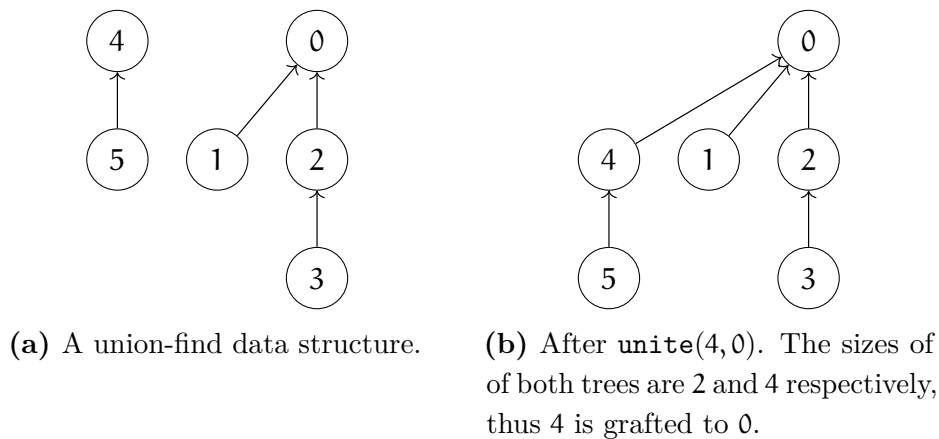 4 0 0
5 1 2 4 1 2
3 5 3
(a) A union-find data structure.
(b) After unite(4, 0). The sizes of
of both trees are 2 and 4 respectively,
thus 4 is grafted to 0.